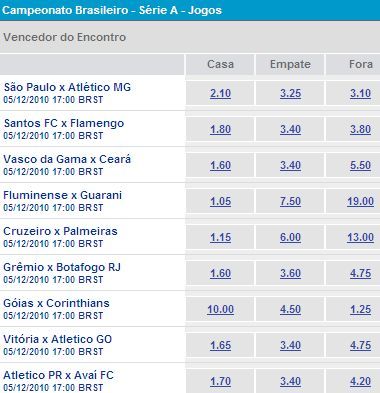 Campeonato Brasileiro - Série A - Jogos
Vencedor do Encontro
Casa Empate Fora
São Paulo x Atlético MG
05/12/2010 17:00 BRST
2.10 3.25 3.10
Santos FC x Flamengo
05/12/2010 17:00 BRST
1.80 3.40 3.80
Vasco da Gama x Ceará
05/12/2010 17:00 BRST
1.60 3.40 5.50
Fluminense x Guarani
05/12/2010 17:00 BRST
1.05 7.50 19.00
Cruzeiro x Palmeiras
05/12/2010 17:00 BRST
1.15 6.00 13.00
Grêmio x Botafogo RJ
05/12/2010 17:00 BRST
1.60 3.60 4.75
Góias x Corinthians
05/12/2010 17:00 BRST
10.00 4.50 1.25
Vitória x Atletico GO
05/12/2010 17:00 BRST
1.65 3.40 4.75
Atletico PR x Avaí FC
05/12/2010 17:00 BRST
1.70 3.40 4.20